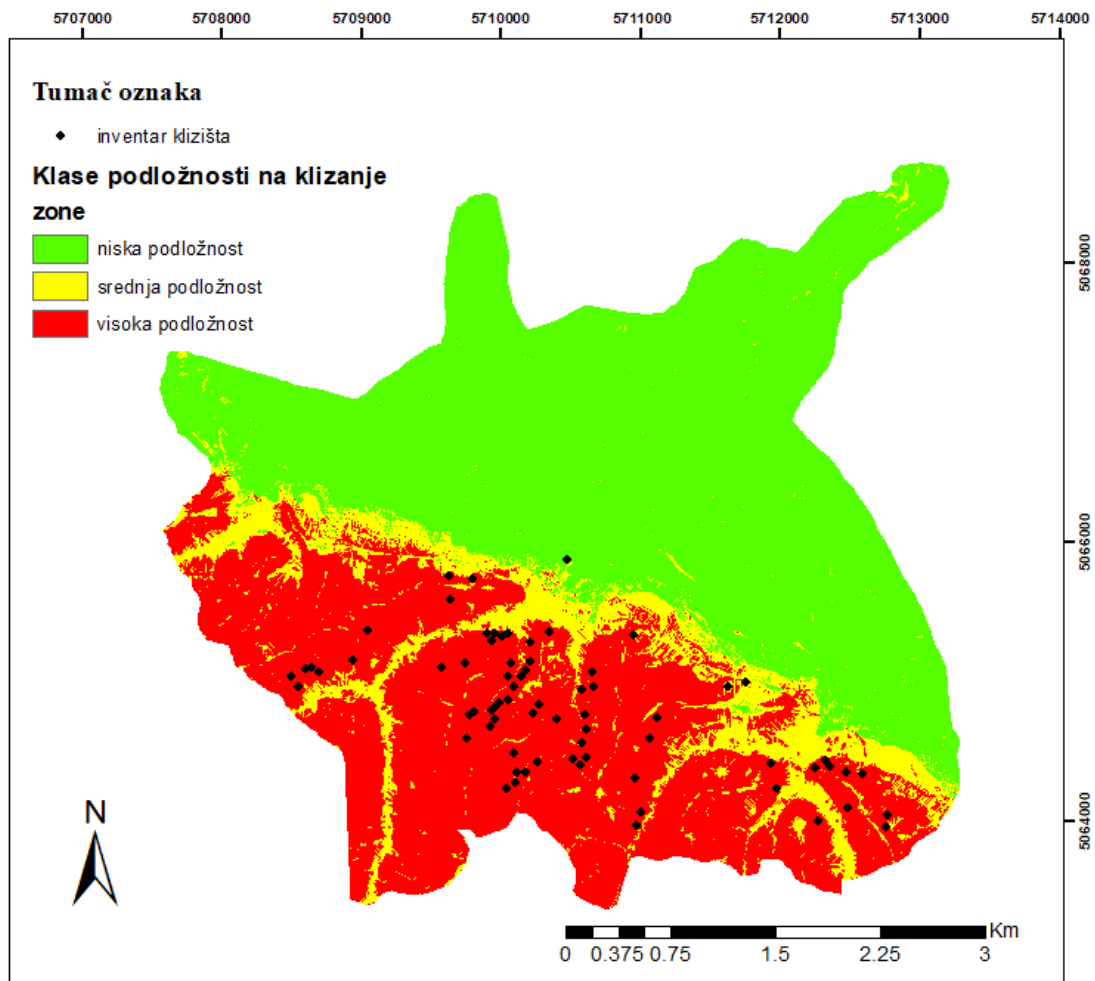 5707000 5708000 5709000 5710000 5711000 5712000 5713000 5714000
Tumač oznaka
inventar klizišta
Klase podložnosti na klizanje
zone
niska podložnost
srednja podložnost
visoka podložnost
5068000
5066000
5064000
N
Km
0 0.375 0.75 1.5 2.25 3